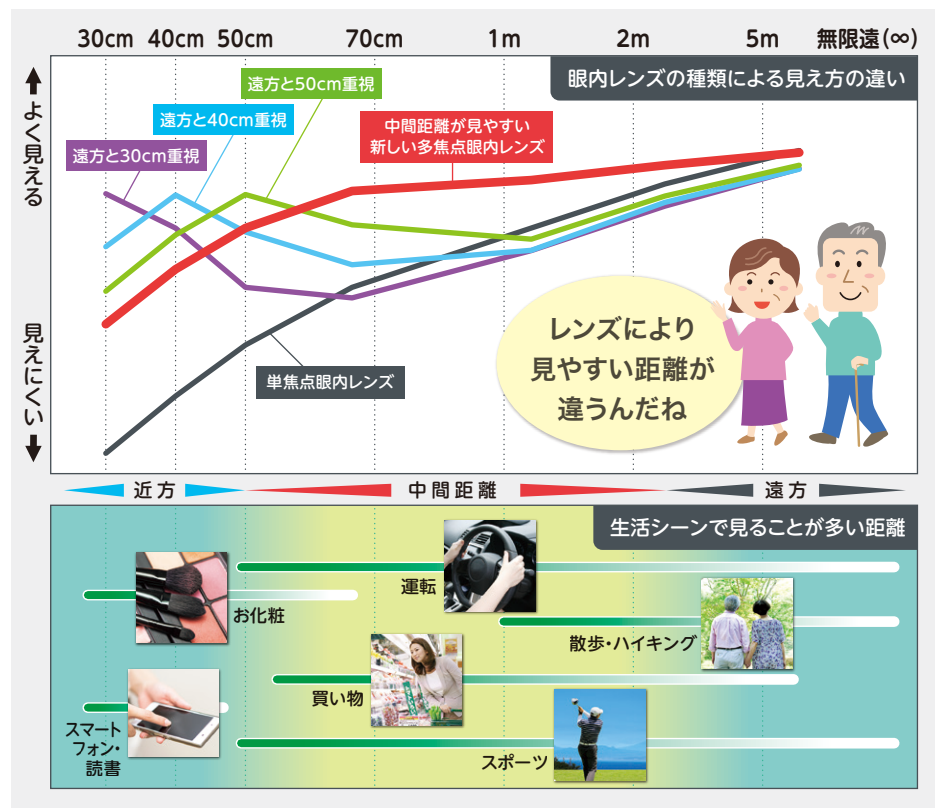 30cm 40cm 50cm 70cm 1m 2m 5m 無限遠(∞)
眼内レンズの種類による見え方の違い
よく見える
見えにくい
遠方と50cm重視
遠方と40cm重視
遠方と30cm重視
中間距離が見やすい
新しい多焦点眼内レンズ
単焦点眼内レンズ
レンズにより
見やすい距離が
違うんだね
近方 中間距離 遠方
生活シーンで見ることが多い距離
運転
お化粧
散歩・ハイキング
買い物
スマート
フォン・
読書
スポーツ